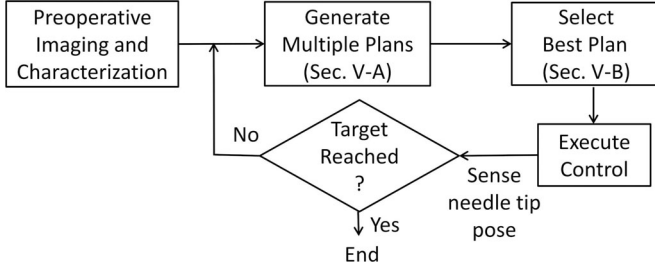 Preoperative
Imaging and
Characterization
Generate
Multiple Plans
(Sec. V-A)
Select
Best Plan
(Sec. V-B)
Execute
Control
Sense
needle tip
pose
Target
Reached
?
No
Yes
End